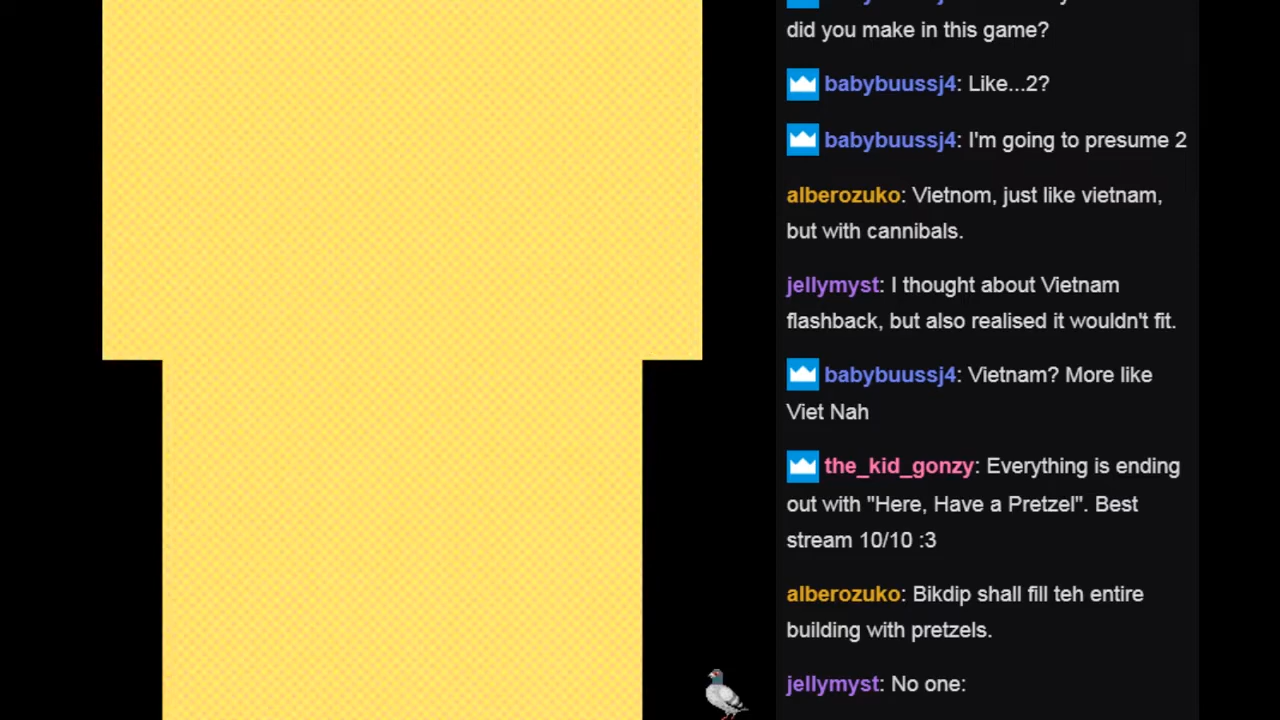 did you make in this game?
babybuussj4: Like...2?
babybuussj4: I'm going to presume 2
alberozuko: Vietnom, just like vietnam,
but with cannibals.
jellymyst: I thought about Vietnam
flashback, but also realised it wouldn't fit.
babybuussj4: Vietnam? More like
Viet Nah
the_kid_gonzy: Everything is ending
out with "Here, Have a Pretzel". Best
stream 10/10 :3
alberozuko: Bikdip shall fill teh entire
building with pretzels.
jellymyst: No one: